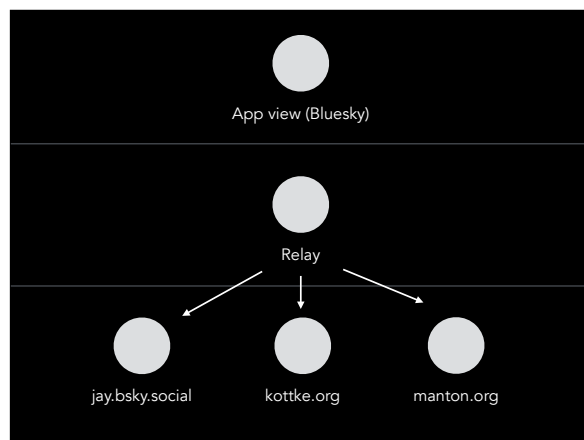 App view (Bluesky)
Relay
jay.bsky.social
kottke.org
manton.org